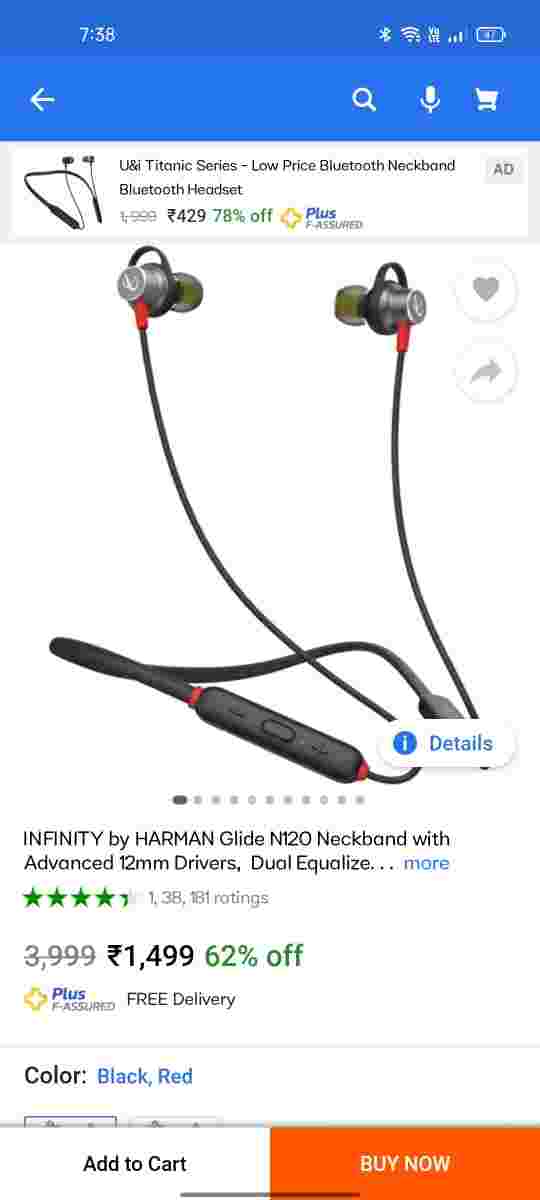 7:38
VoLTE
47
U&i Titanic Series - Low Price Bluetooth Neckband
Bluetooth Headset
AD
1,999 ₹429 78% off Plus F-ASSURED
Details
INFINITY by HARMAN Glide N120 Neckband with
Advanced 12mm Drivers, Dual Equalize... more
1, 38, 181 ratings
3,999 ₹1,499 62% off
Plus F-ASSURED FREE Delivery
Color: Black, Red
Add to Cart
BUY NOW